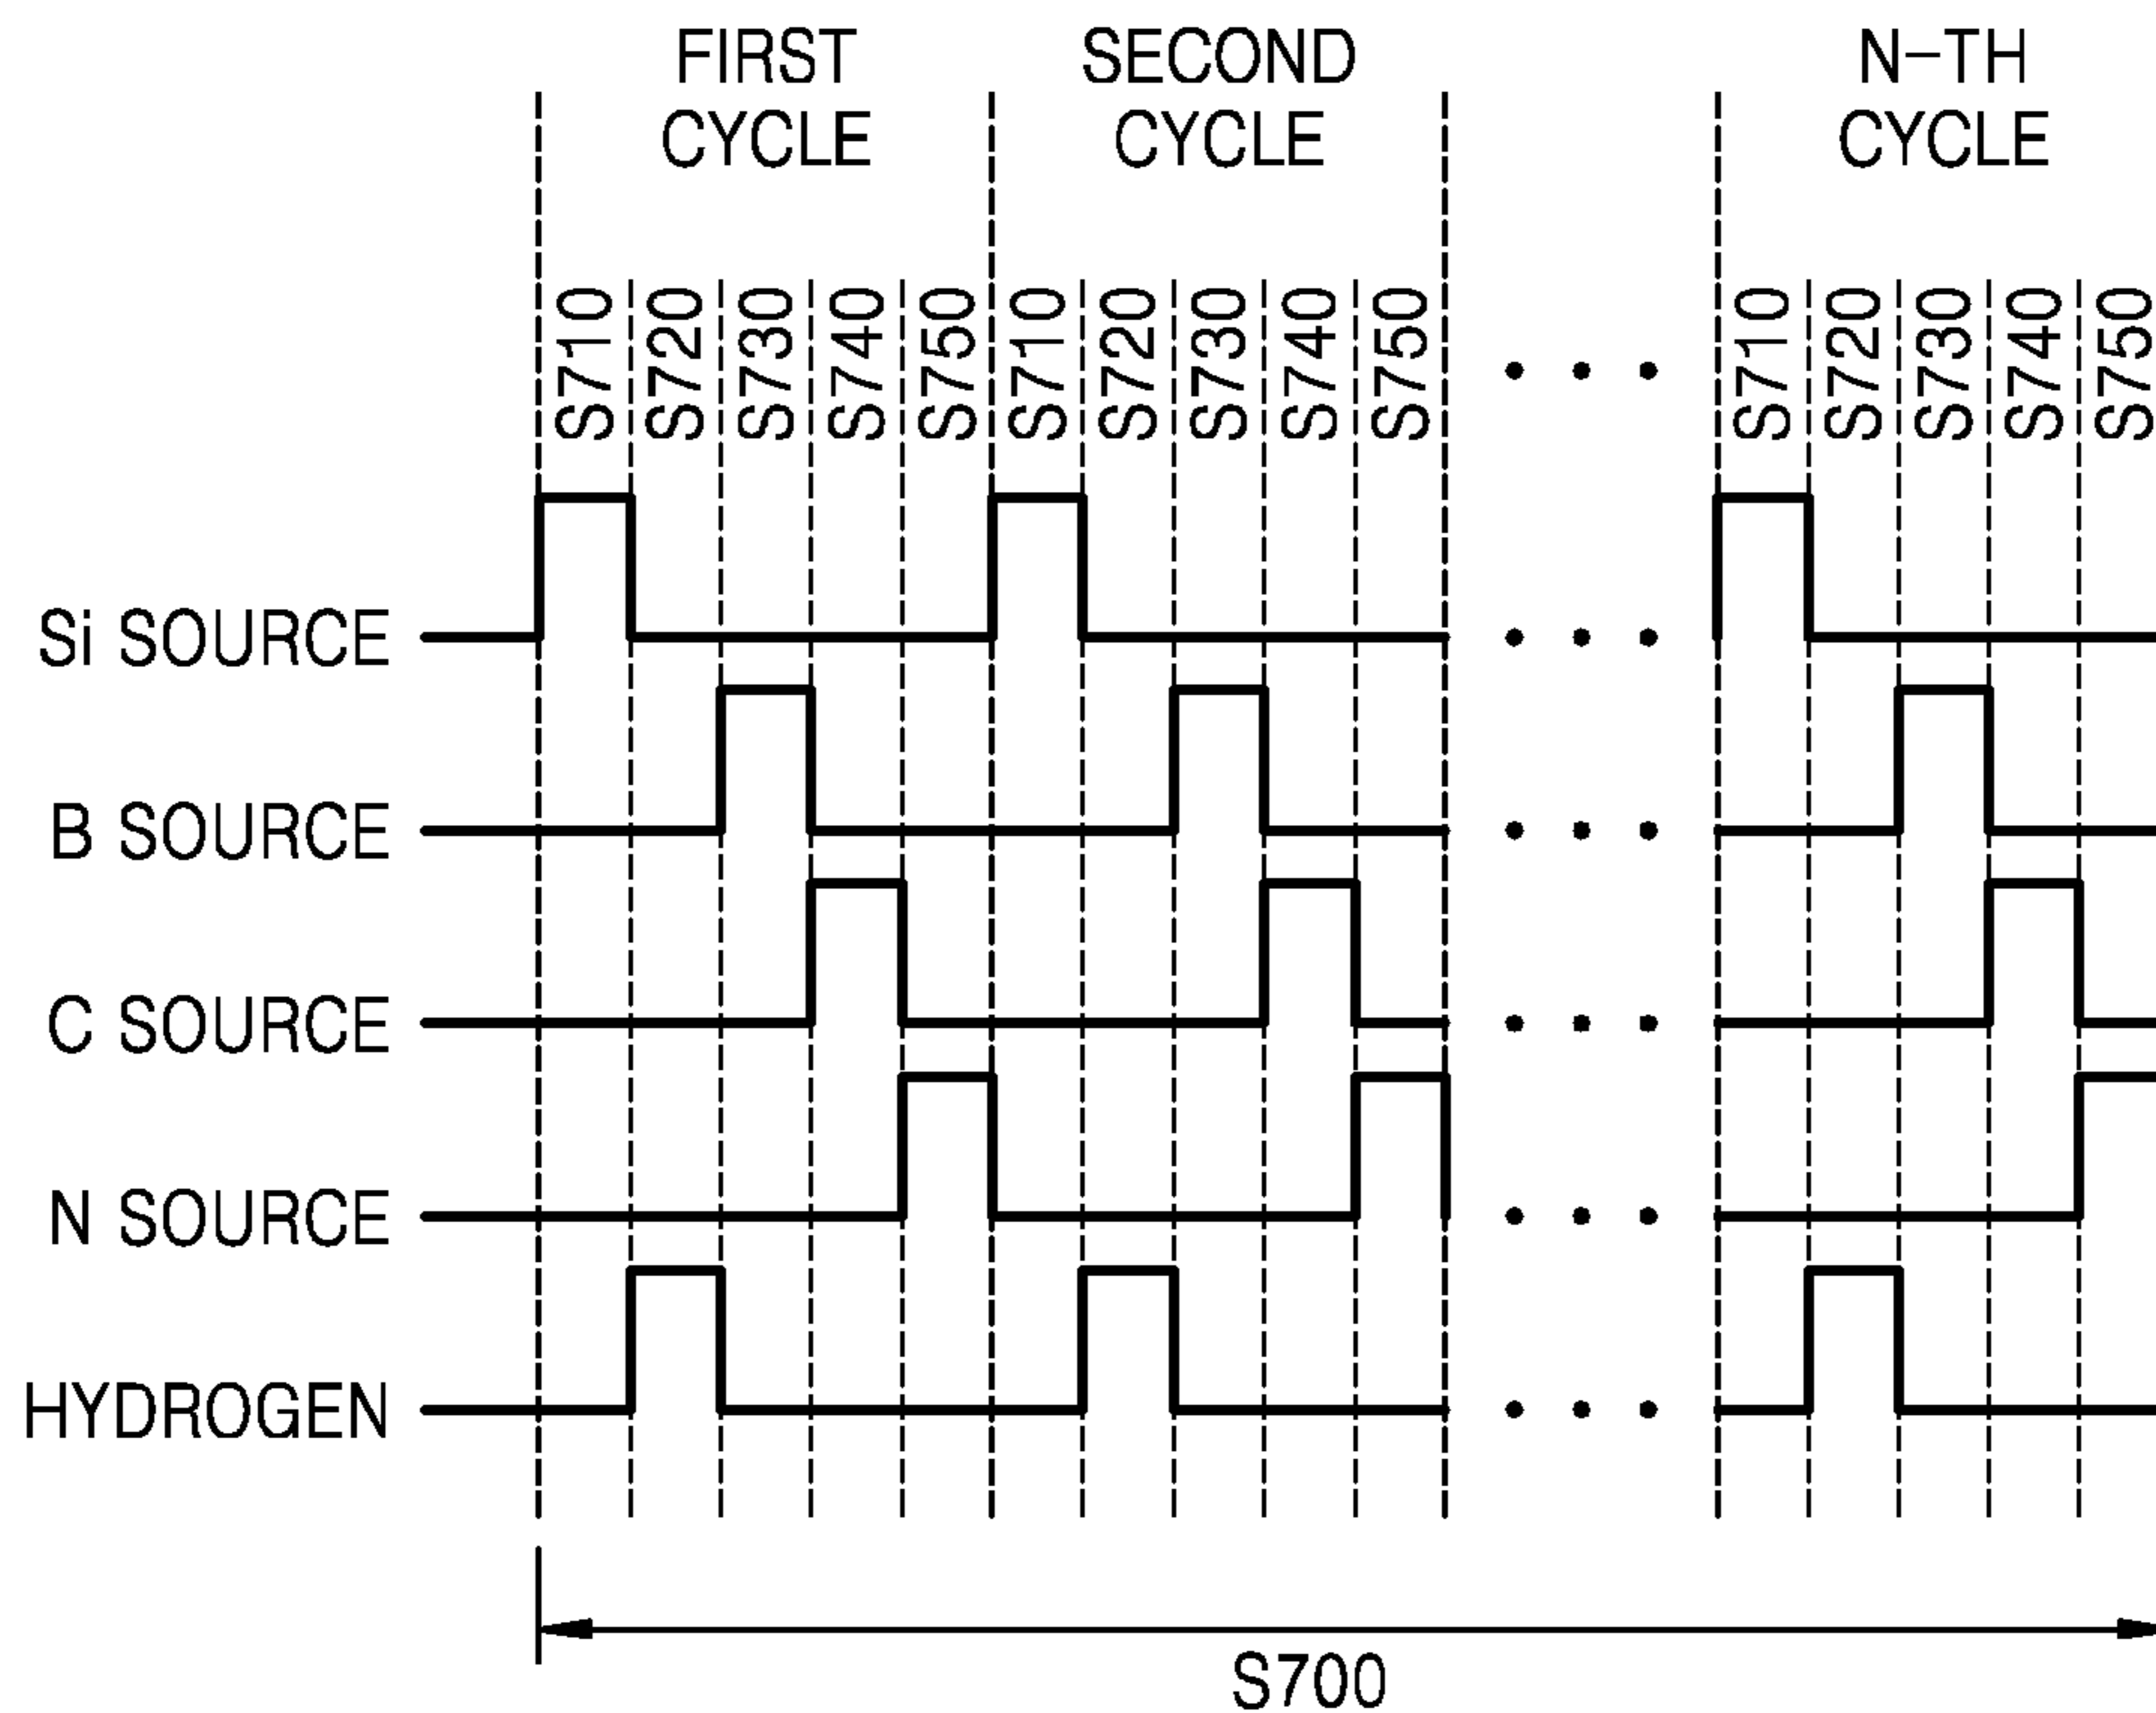 FIRST CYCLE
SECOND CYCLE
N-TH CYCLE
S710 S720 S730 S740 S750 S710 S720 S730 S740 S750 S710 S720 S730 S740 S750
Si SOURCE
B SOURCE
C SOURCE
N SOURCE
HYDROGEN
S700